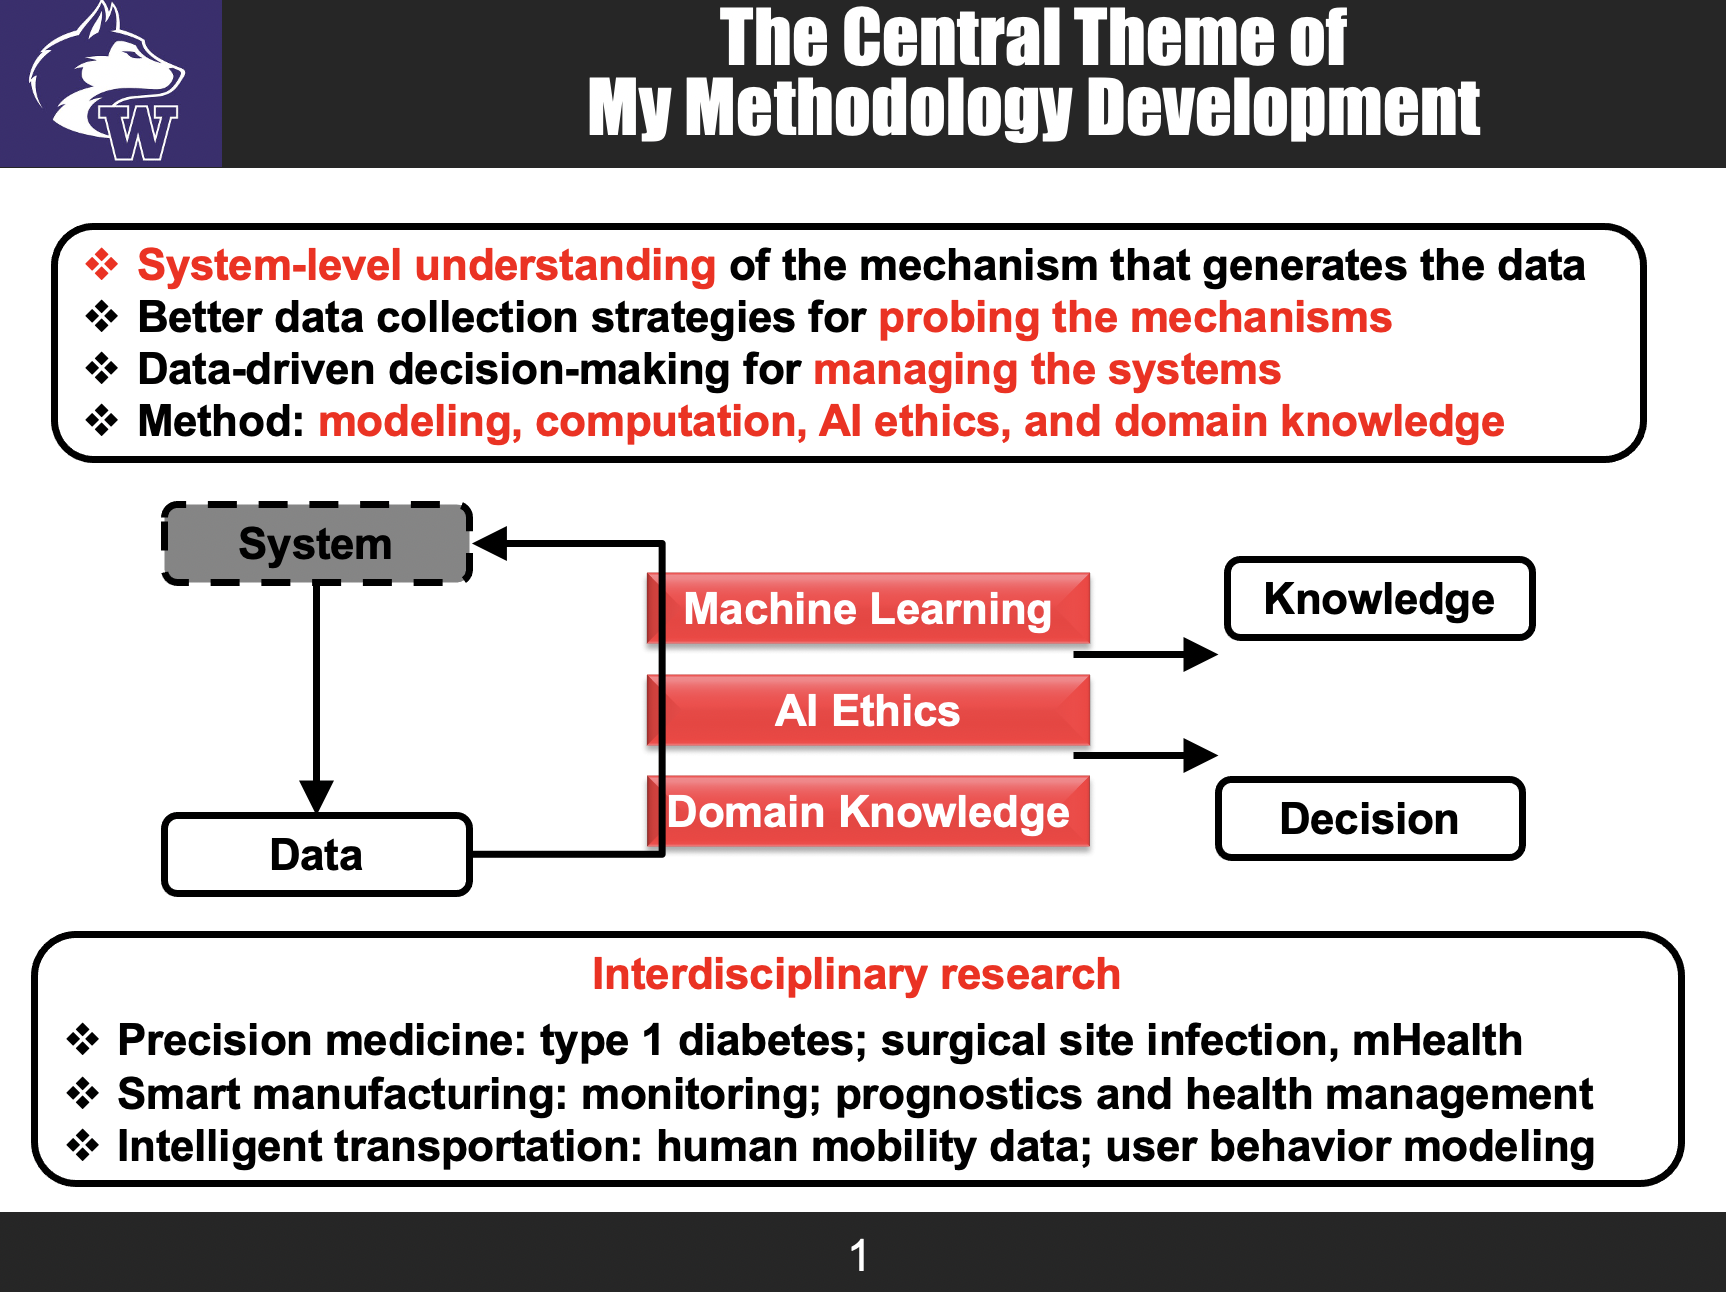 The Central Theme of
My Methodology Development
W
❖ System-level understanding of the mechanism that generates the data
❖ Better data collection strategies for probing the mechanisms
❖ Data-driven decision-making for managing the systems
❖ Method: modeling, computation, AI ethics, and domain knowledge
System
Machine Learning
Knowledge
AI Ethics
Domain Knowledge
Decision
Data
Interdisciplinary research
❖ Precision medicine: type 1 diabetes; surgical site infection, mHealth
❖ Smart manufacturing: monitoring; prognostics and health management
❖ Intelligent transportation: human mobility data; user behavior modeling
1